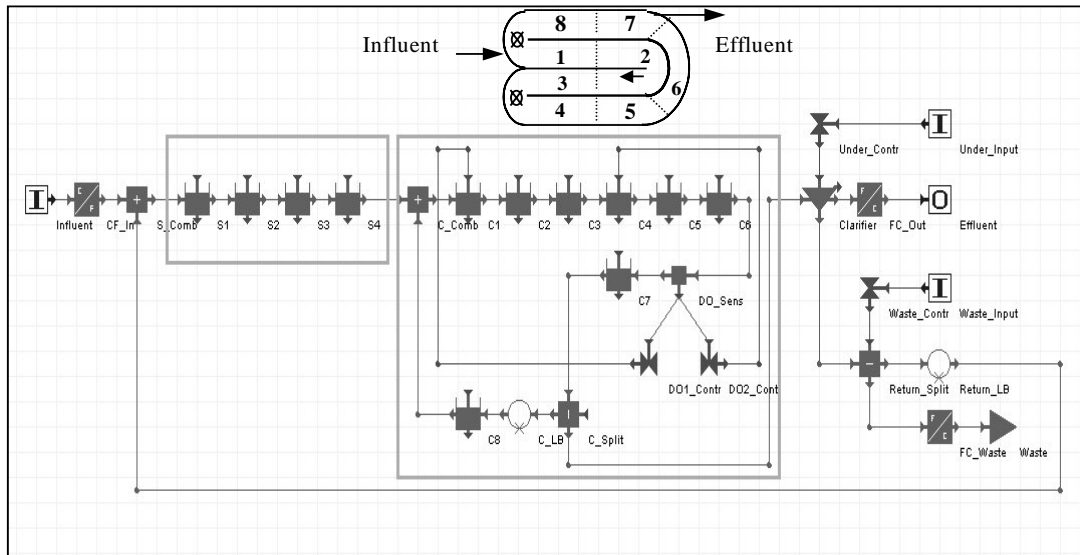 8 7
Influent Effluent
1 2
3
6
4 5
I
Under_Contr Under_Input
C
F
+
+
F
C
O
Influent CF_In S_Comb S1 S2 S3 S4 C_Comb C1 C2 C3 C4 C5 C6 Clarifier FC_Out Effluent
I
I
C7 DO_Sens
Waste_Contr Waste_Input
DO1_Contr DO2_Cont
Return_Split Return_LB
C8 C_LB C_Split
F
C
FC_Waste Waste